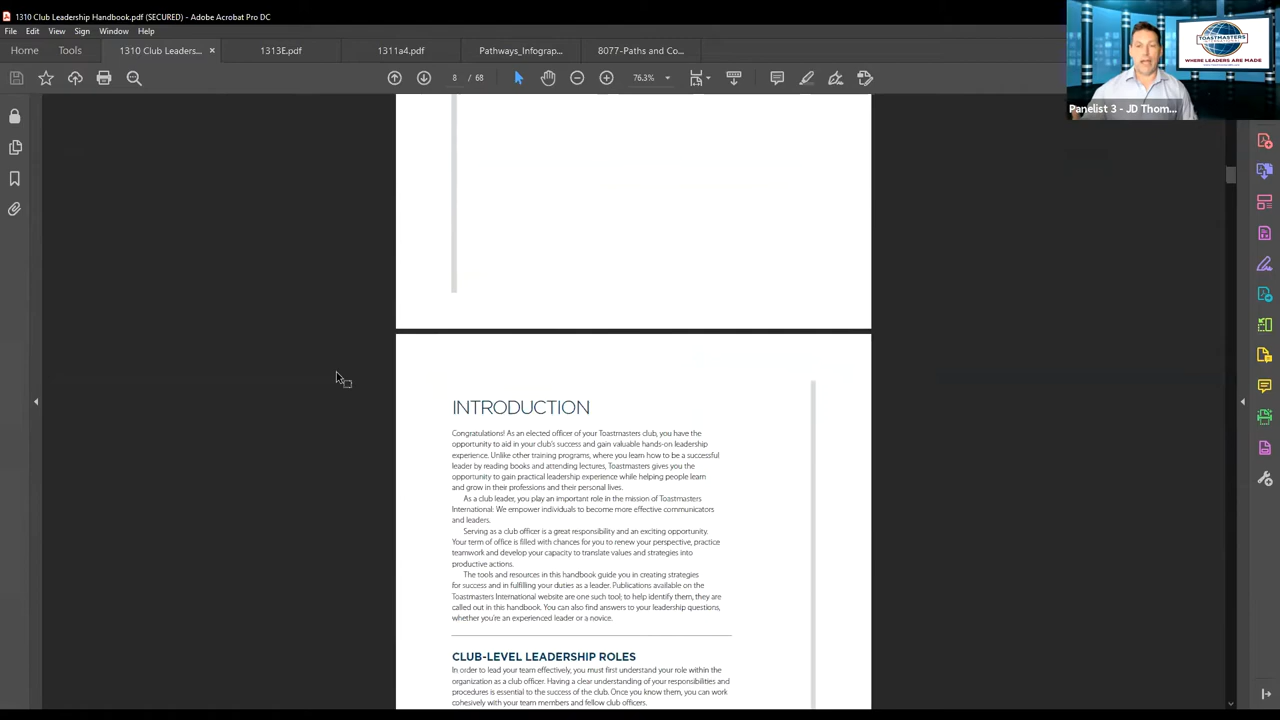 1310 Club Leadership Handbook.pdf (SECURED) - Adobe Acrobat Pro DC
File Edit View Sign Window Help
Home Tools 1310 Club Leaders... × 1313E.pdf 1311a4.pdf Pathways_Intograp... 8077-Paths and Co...
8 / 68 76.3%
TOASTMASTERS INTERNATIONAL
WHERE LEADERS ARE MADE
Panelist 3 - JD Thom...
INTRODUCTION
Congratulations! As an elected officer of your Toastmasters club, you have the
opportunity to aid in your club's success and gain valuable hands-on leadership
experience. Unlike other training programs, where you learn how to be a successful
leader by reading books and attending lectures, Toastmasters gives you the
opportunity to gain practical leadership experience while helping people learn
and grow in their professions and their personal lives.
As a club leader, you play an important role in the mission of Toastmasters
International: We empower individuals to become more effective communicators
and leaders.
Serving as a club officer is a great responsibility and an exciting opportunity.
Your term of office is filled with chances for you to renew your perspective, practice
teamwork and develop your capacity to translate values and strategies into
productive actions.
The tools and resources in this handbook guide you in creating strategies
for success and in fulfilling your duties as a leader. Publications available on the
Toastmasters International website are one such tool; to help identify them, they are
called out in this handbook. You can also find answers to your leadership questions,
whether you're an experienced leader or a novice.
CLUB-LEVEL LEADERSHIP ROLES
In order to lead your team effectively, you must first understand your role within the
organization as a club officer. Having a clear understanding of your responsibilities and
procedures is essential to the success of the club. Once you know them, you can work
cohesively with your team members and fellow club officers.